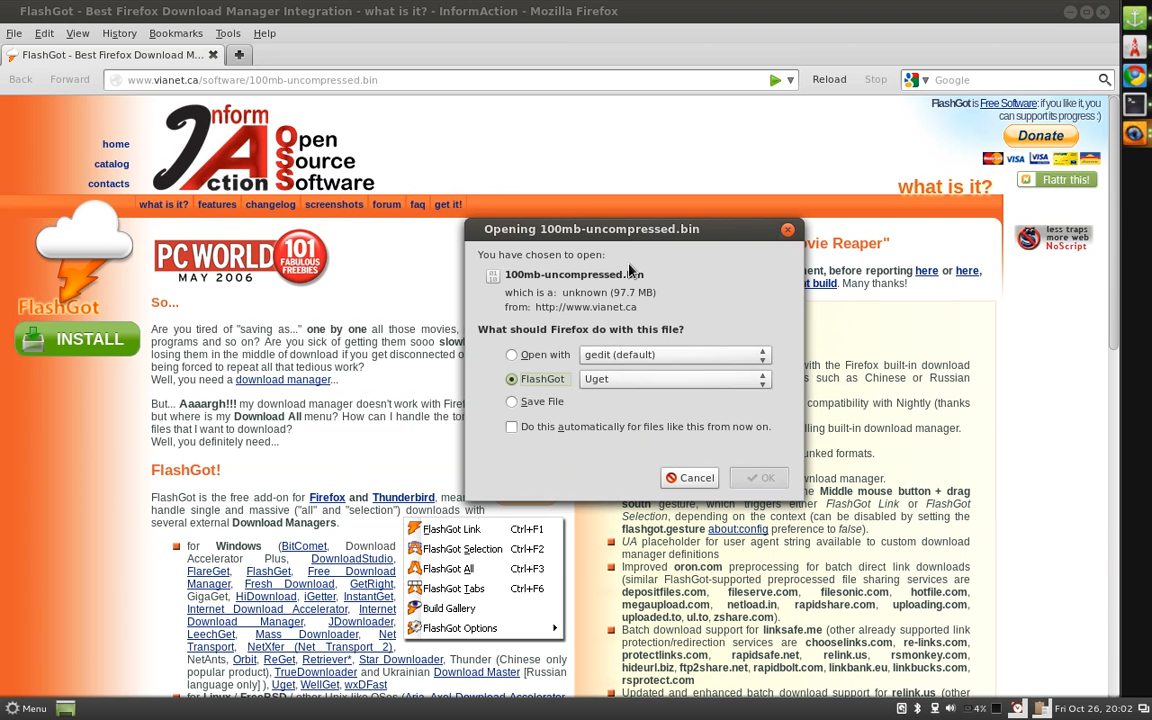 FlashGot - Best Firefox Download Manager Integration - what is it? - InformAction - Mozilla Firefox
File Edit View History Bookmarks Tools Help
FlashGot - Best Firefox Download M...
Back Forward www.vianet.ca/software/100mb-uncompressed.bin Reload Stop Google
Inform
Action
Open
Source
Software
home
catalog
contacts
FlashGot is Free Software: if you like it, you
can support its progress :)
Donate
VISA VISA
Flattr this!
what is it?
what is it? features changelog screenshots forum faq get it!
less traps
more web
NoScript
FlashGot
INSTALL
PC WORLD
MAY 2006
101
FABULOUS
FREEBIES
So...
Are you tired of "saving as..." one by one all those movies,
programs and so on? Are you sick of getting them sooo slowl
losing them in the middle of download if you get disconnected o
being forced to repeat all that tedious work?
Well, you need a download manager...
But... Aaaargh!!! my download manager doesn't work with Firef
but where is my Download All menu? How can I handle the to
files that I want to download?
Well, you definitely need...
FlashGot!
FlashGot is the free add-on for Firefox and Thunderbird, mea
handle single and massive ("all" and "selection") downloads with
several external Download Managers.
for Windows (BitComet, Download
Accelerator Plus, DownloadStudio,
FlareGet, FlashGet, Free Download
Manager, Fresh Download, GetRight,
GigaGet, HiDownload, iGetter, InstantGet,
Internet Download Accelerator, Internet
Download Manager, JDownloader,
LeechGet, Mass Downloader, Net
Transport, NetXfer (Net Transport 2),
NetAnts, Orbit, ReGet, Retriever*, Star Downloader, Thunder (Chinese only
popular), TrueDownloader and Ukrainian Download Master [Russian
language only] ), Uget, WellGet, wxDFast
FlashGot Link Ctrl+F1
FlashGot Selection Ctrl+F2
FlashGot All Ctrl+F3
FlashGot Tabs Ctrl+F6
Build Gallery
FlashGot Options
Opening 100mb-uncompressed.bin
You have chosen to open:
100mb-uncompressed.bin
which is a: unknown (97.7 MB)
from: http://www.vianet.ca
What should Firefox do with this file?
Open with gedit (default)
FlashGot Uget
Save File
Do this automatically for files like this from now on.
Cancel OK
ovie Reaper"
ment, before reporting here or here,
t build. Many thanks!
with the Firefox built-in download
s such as Chinese or Russian
compatibility with Nightly (thanks
lling built-in download manager.
unked formats.
wnload manager.
he Middle mouse button + drag
south gesture, which triggers either FlashGot Link or FlashGot
Selection, depending on the context (can be disabled by setting the
flashgot.gesture about:config preference to false).
UA placeholder for user agent string available to custom download
manager definitions
Improved oron.com preprocessing for batch direct link downloads
(similar FlashGot-supported preprocessed file sharing services are
depositfiles.com, fileserve.com, filesonic.com, hotfile.com,
megaupload.com, netload.in, rapidshare.com, uploading.com,
uploaded.to, ul.to, zshare.com).
Batch download support for linksafe.me (other already supported link
protection/redirection services are chooselinks.com, re-links.com,
protectlinks.com, rapidsafe.net, relink.us, rsmonkey.com,
hideurl.biz, ftp2share.net, rapidbolt.com, linkbank.eu, linkbucks.com,
rsprotect.com
Updated and enhanced batch download support for relink.us (other
Menu 4% Fri Oct 26, 20:02